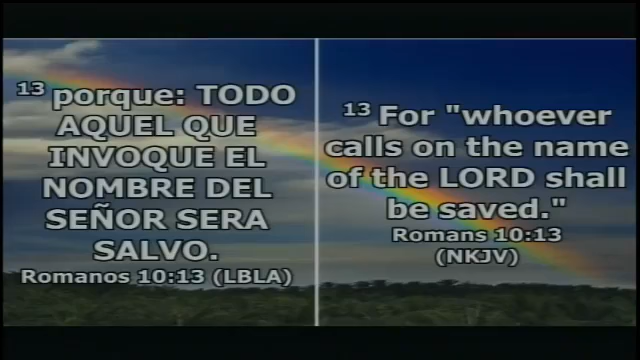 13 porque: TODO
AQUEL QUE
INVOQUE EL
NOMBRE DEL
SEÑOR SERA
SALVO.
Romanos 10:13 (LBLA)
13 For "whoever
calls on the name
of the LORD shall
be saved."
Romans 10:13
(NKJV)